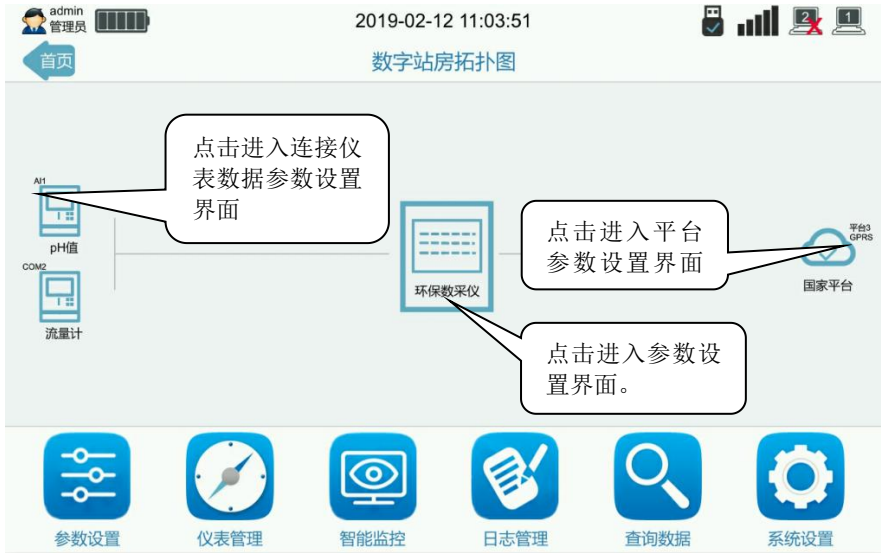 admin
管理员
2019-02-12 11:03:51
2
1
首页
数字站房拓扑图
点击进入连接仪
表数据参数设置
界面
AI1
pH值
COM2
流量计
环保数采仪
点击进入平台
参数设置界面
平台3
GPRS
国家平台
点击进入参数设
置界面。
参数设置
仪表管理
智能监控
日志管理
查询数据
系统设置